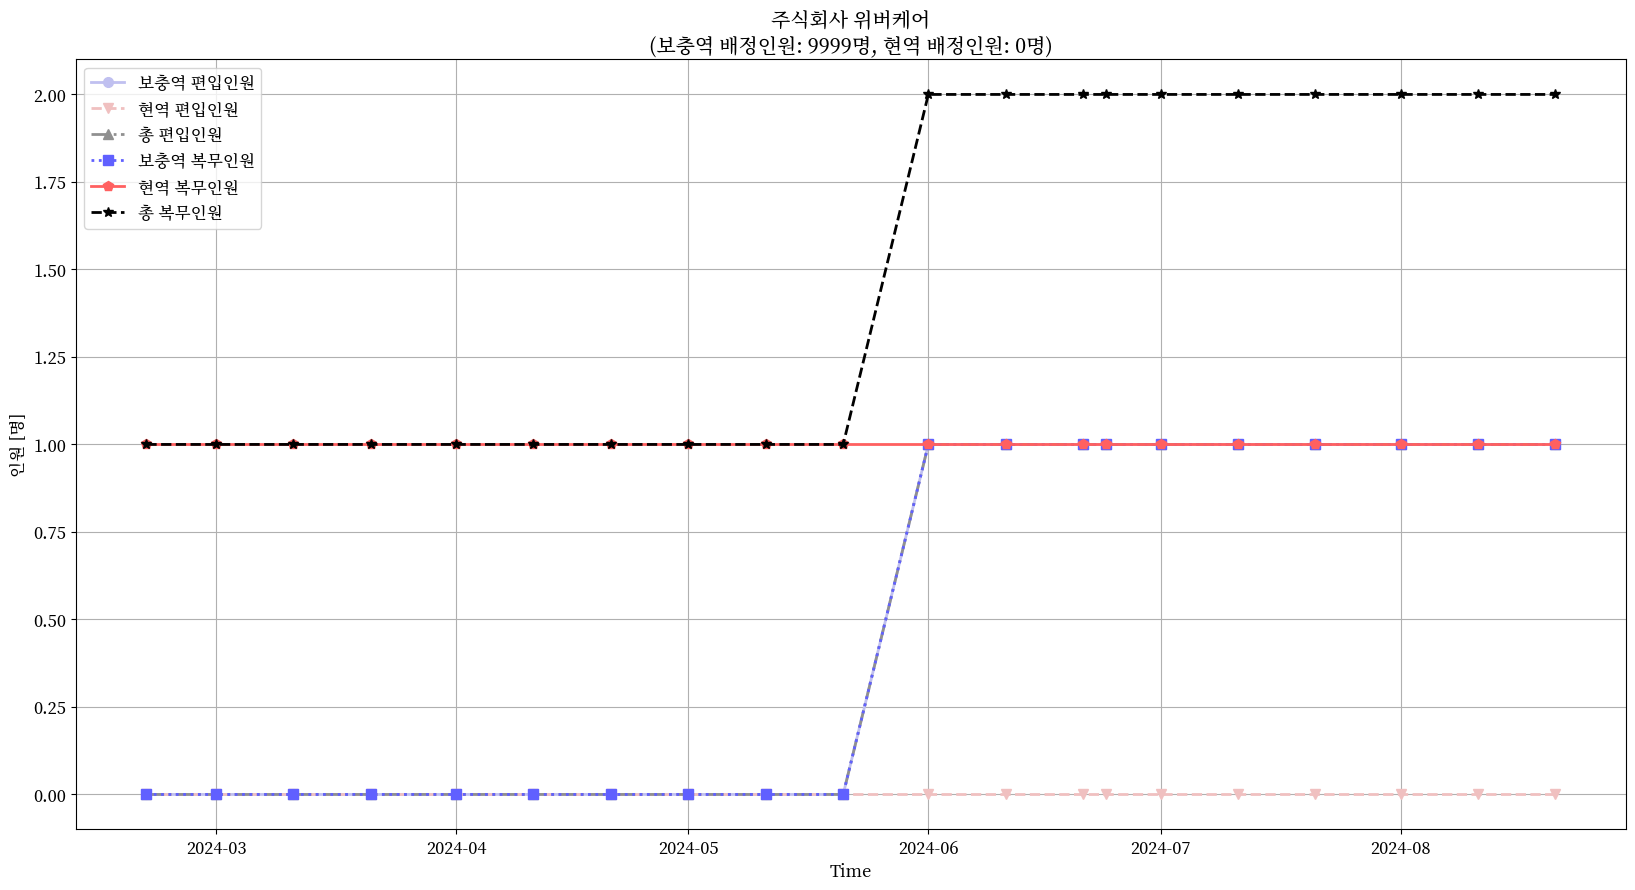 주식회사 위버케어
(보충역 배정인원: 9999명, 현역 배정인원: 0명)
보충역 편입인원
현역 편입인원
총 편입인원
보충역 복무인원
현역 복무인원
총 복무인원
2.00
1.75
1.50
1.25
1.00
0.75
0.50
0.25
0.00
인원 [명]
2024-03
2024-04
2024-05
2024-06
2024-07
2024-08
Time